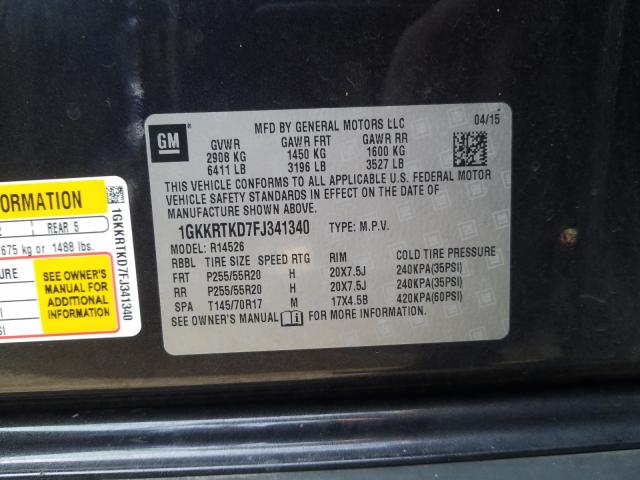 GM
MFD BY GENERAL MOTORS LLC
04/15
GVWR GAWR FRT GAWR RR
2908 KG 1450 KG 1600 KG
6411 LB 3196 LB 3527 LB
THIS VEHICLE CONFORMS TO ALL APPLICABLE U.S. FEDERAL MOTOR
VEHICLE SAFETY STANDARDS IN EFFECT ON THE DATE OF
MANUFACTURE SHOWN ABOVE.
1GKKRTKD7FJ341340 TYPE: M.P.V.
MODEL: R14526
RBBL TIRE SIZE SPEED RTG RIM COLD TIRE PRESSURE
FRT P255/55R20 H 20X7.5J 240KPA(35PSI)
RR P255/55R20 H 20X7.5J 240KPA(35PSI)
SPA T145/70R17 M 17X4.5B 420KPA(60PSI)
SEE OWNER'S MANUAL FOR MORE INFORMATION
ORMATION
2 REAR 5
675 kg or 1488 lbs.
SURE
SEE OWNER'S
MANUAL FOR
ADDITIONAL
INFORMATION
1GKKRTKD7FJ341340